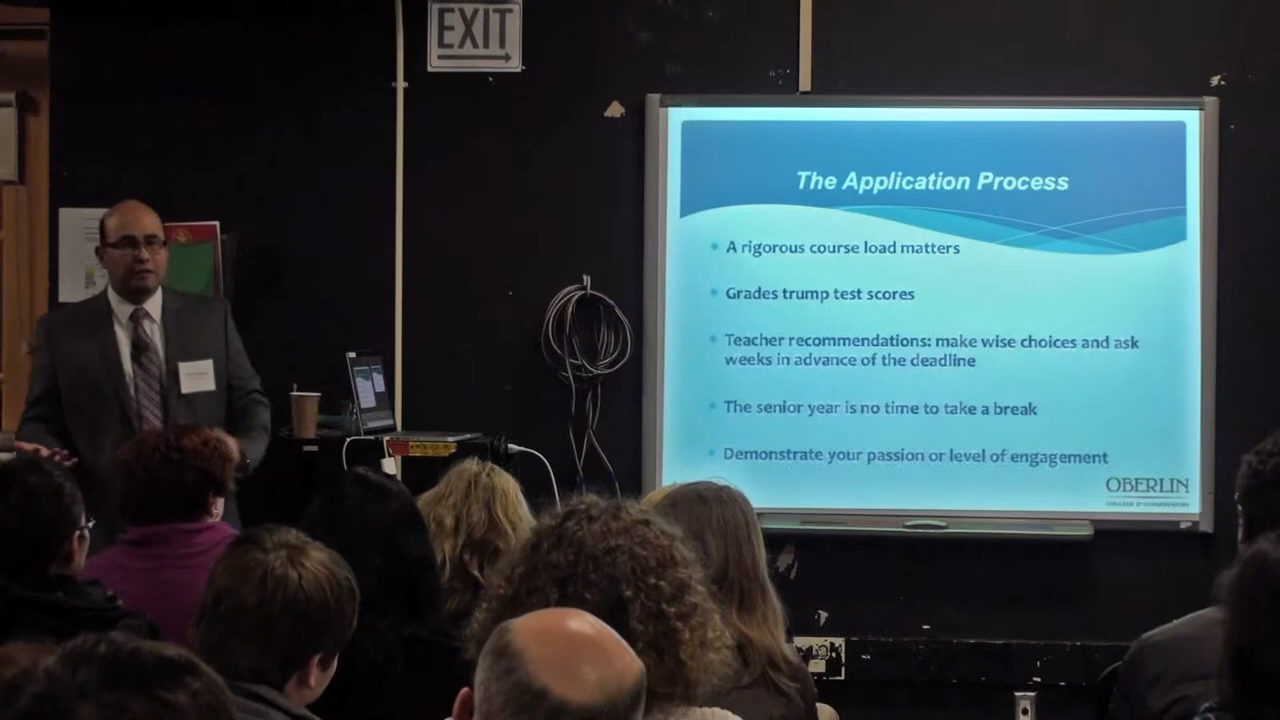 EXIT
The Application Process
A rigorous course load matters
Grades trump test scores
Teacher recommendations: make wise choices and ask
weeks in advance of the deadline
The senior year is no time to take a break
Demonstrate your passion or level of engagement
OBERLIN
COLLEGE & CONSERVATORY